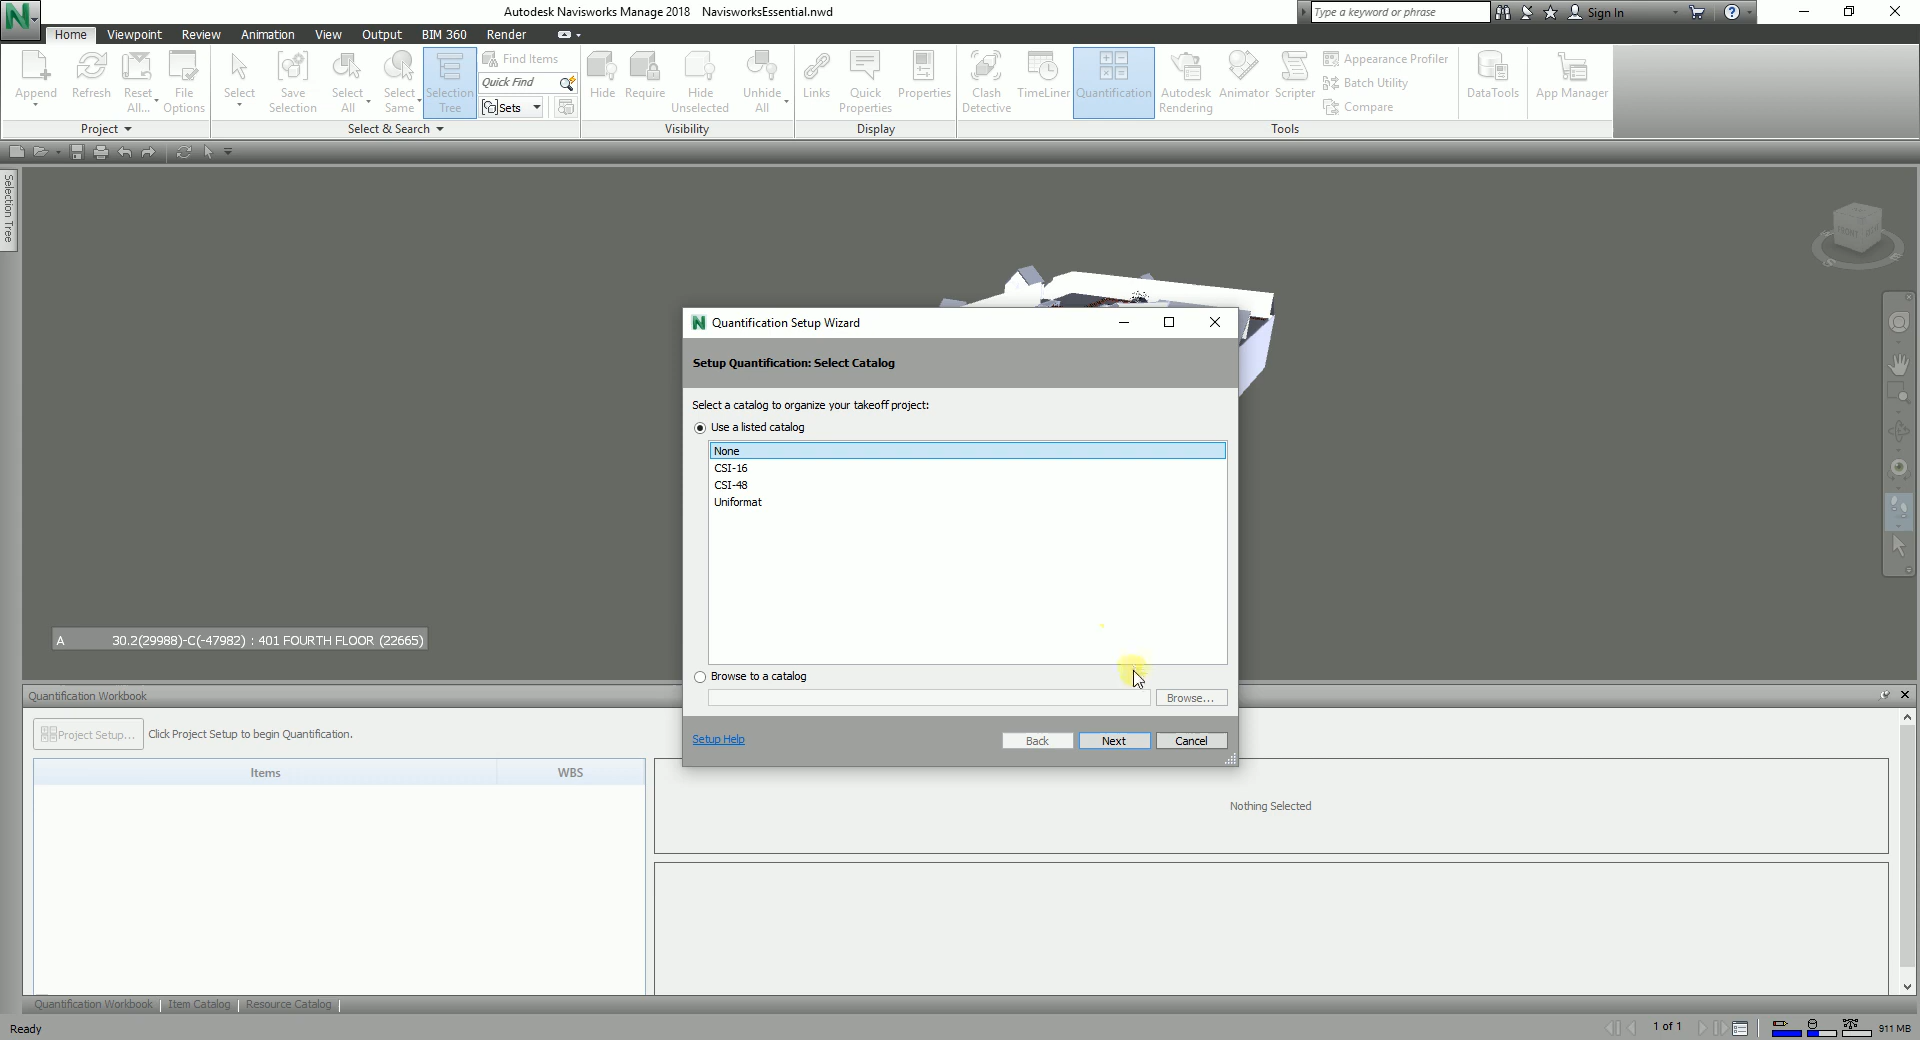 Autodesk Navisworks Manage 2018 NavisworksEssential.nwd
Type a keyword or phrase
Sign In
Home Viewpoint Review Animation View Output BIM 360 Render
Append
Refresh
Reset All...
File Options
Project
Select
Save Selection
Select All
Select Same
Selection Tree
Find Items
Quick Find
Sets
Select & Search
Hide
Require
Hide Unselected
Unhide All
Visibility
Links
Quick Properties
Properties
Display
Clash Detective
TimeLiner
Quantification
Autodesk Rendering
Animator
Scripter
Appearance Profiler
Batch Utility
Compare
Tools
DataTools
App Manager
Selection Tree
Quantification Setup Wizard
Setup Quantification: Select Catalog
Select a catalog to organize your takeoff project:
Use a listed catalog
None
CSI-16
CSI-48
Uniformat
Browse to a catalog
Browse...
Setup Help
Back
Next
Cancel
A 30.2(29988)-C(-47982) : 401 FOURTH FLOOR (22665)
Quantification Workbook
Project Setup...
Click Project Setup to begin Quantification.
Items WBS
Nothing Selected
Quantification Workbook Item Catalog Resource Catalog
Ready
1 of 1
911 MB